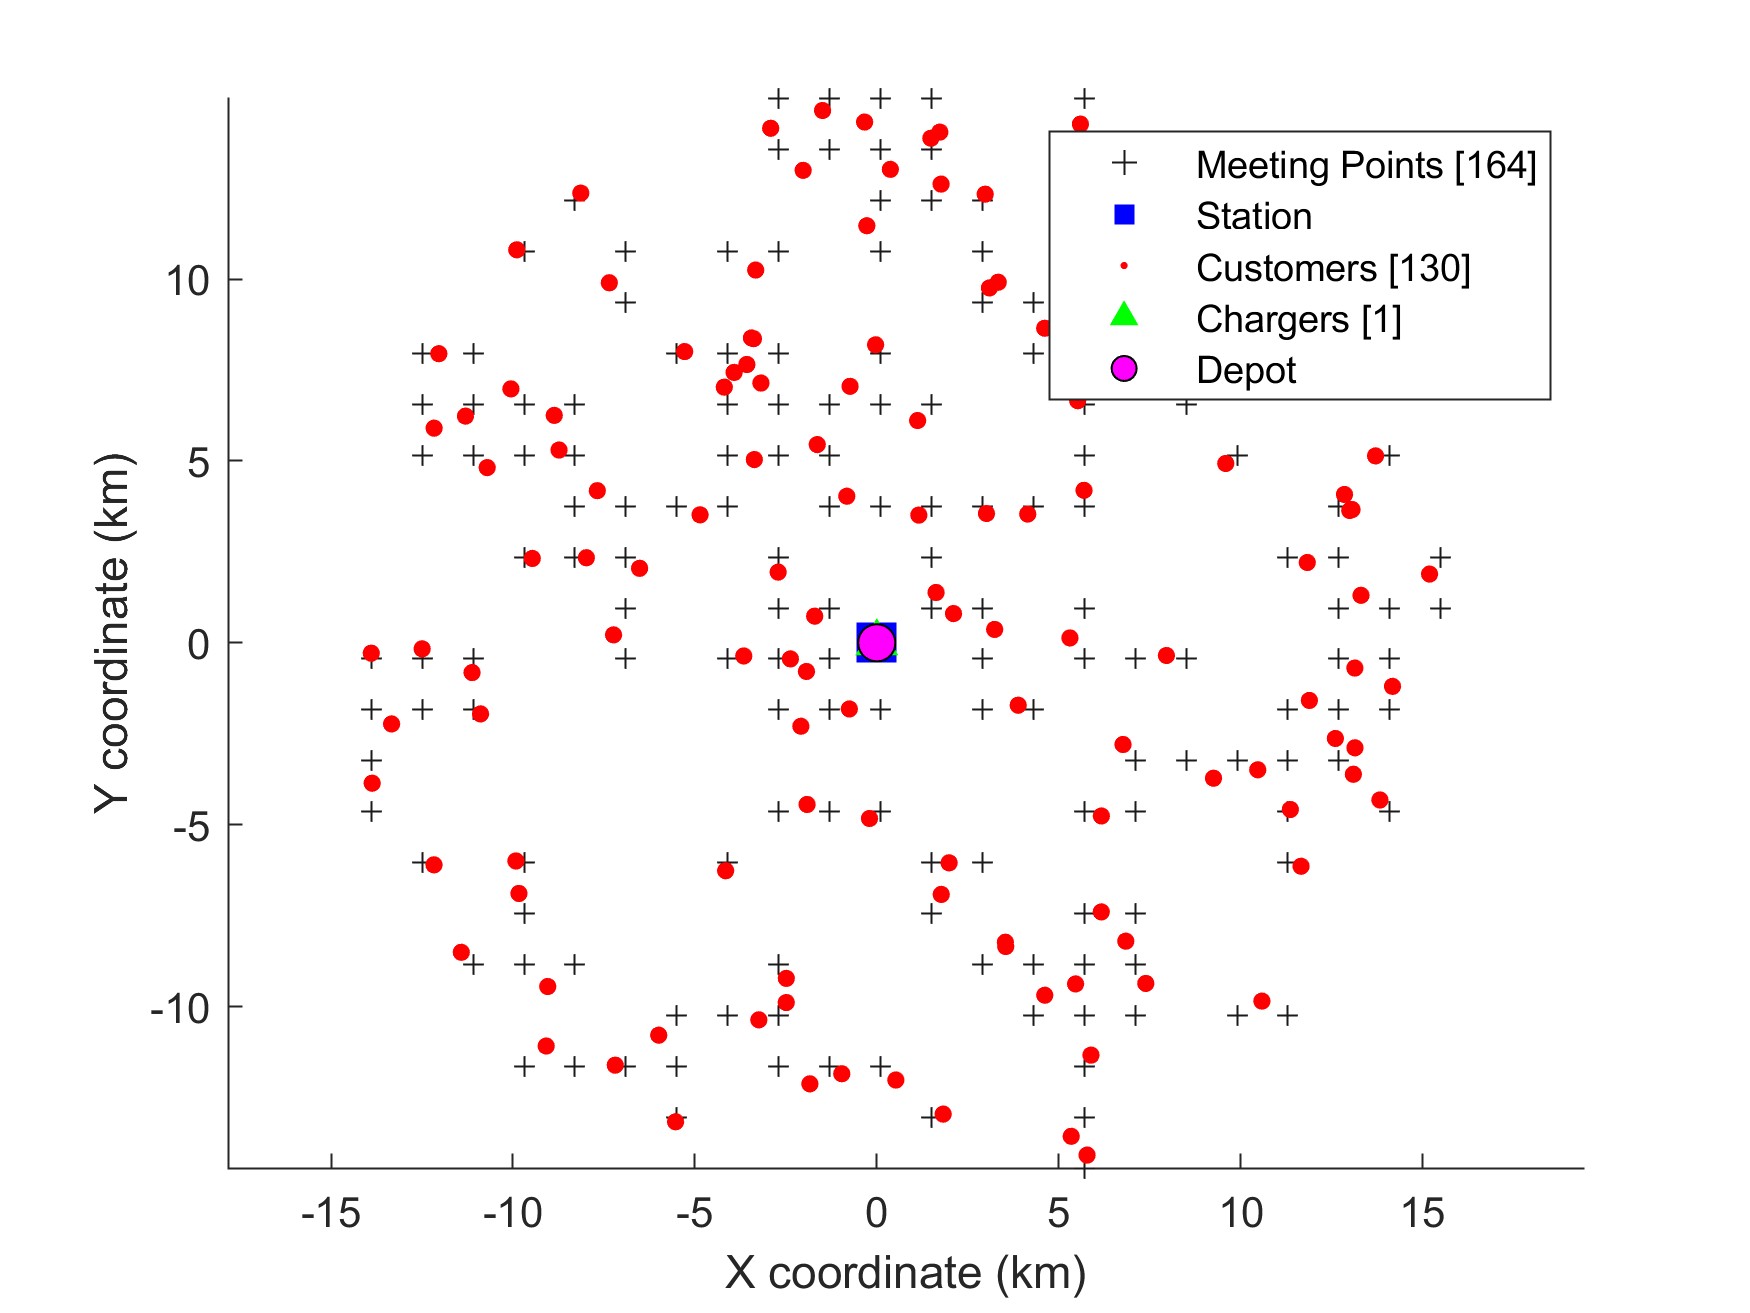 Meeting Points [164]
Station
Customers [130]
Chargers [1]
Depot
10
5
0
-5
-10
Y coordinate (km)
-15
-10
-5
0
5
10
15
X coordinate (km)